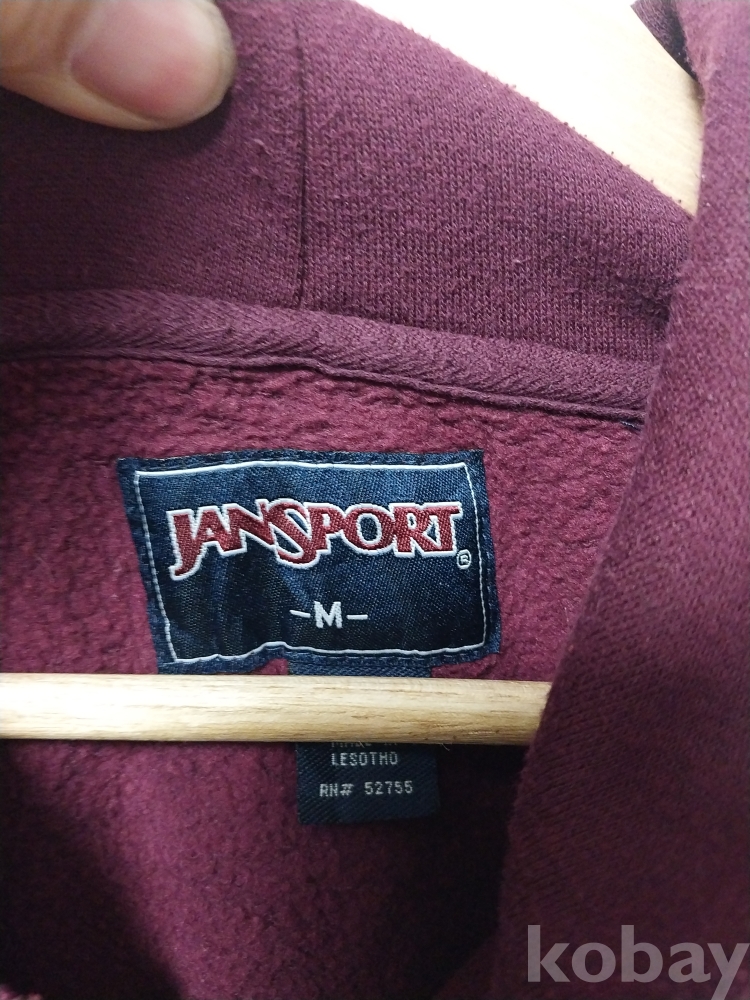 JANSPORT®
-M-
LESOTHO
RN# 52755
kobay